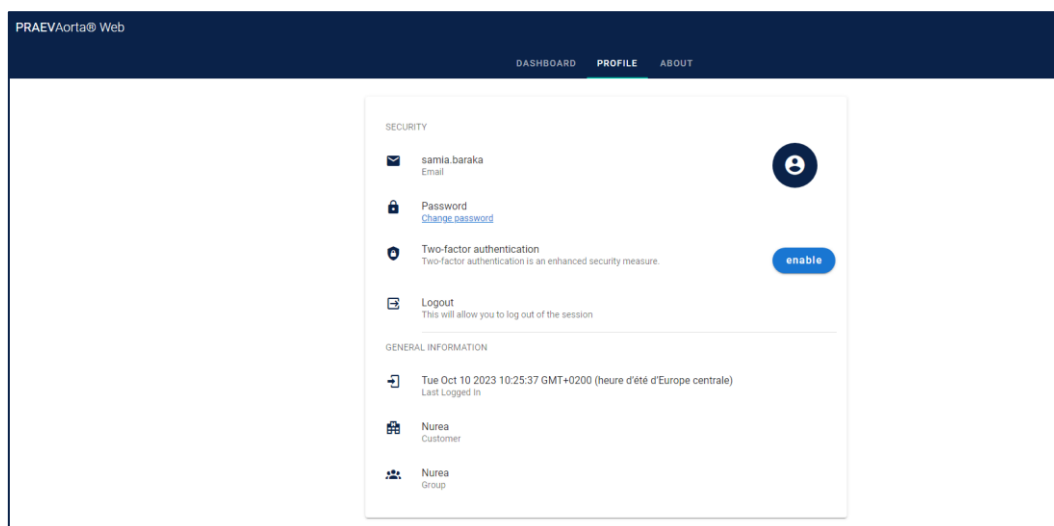 PRAEVAorta® Web
DASHBOARD PROFILE ABOUT
SECURITY
samia.baraka
Email
Password
Change password
Two-factor authentication
Two-factor authentication is an enhanced security measure.
enable
Logout
This will allow you to log out of the session
GENERAL INFORMATION
Tue Oct 10 2023 10:25:37 GMT+0200 (heure d'été d'Europe centrale)
Last Logged In
Nurea
Customer
Nurea
Group